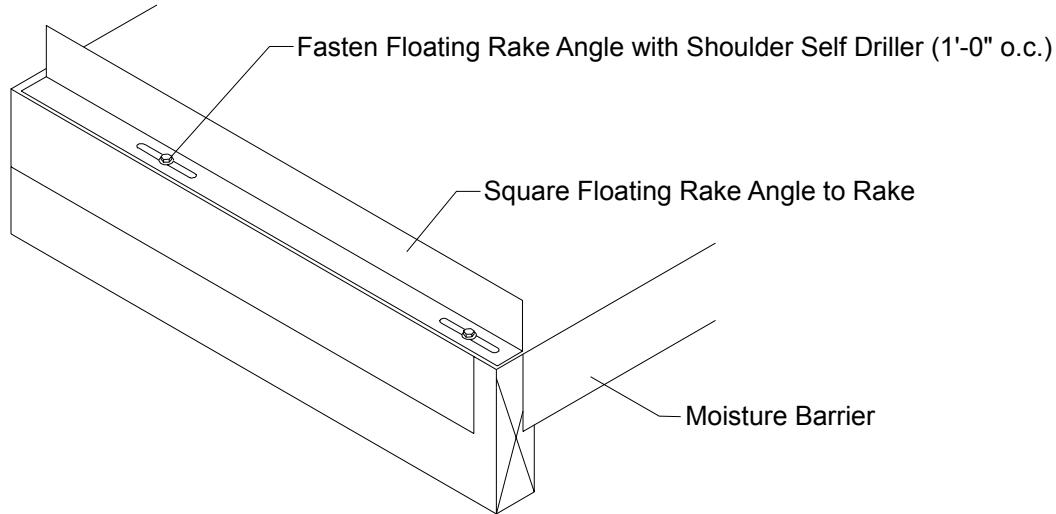 Fasten Floating Rake Angle with Shoulder Self Driller (1'-0" o.c.)
Square Floating Rake Angle to Rake
Moisture Barrier